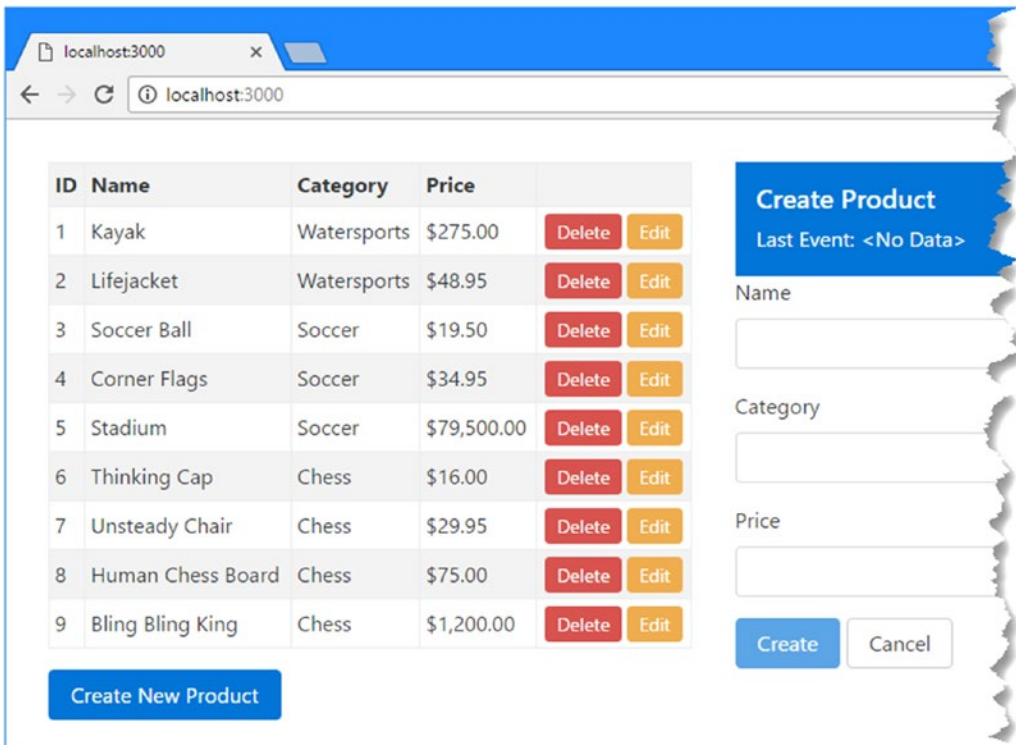 localhost:3000
localhost:3000
ID Name Category Price
1 Kayak Watersports $275.00 Delete Edit
2 Lifejacket Watersports $48.95 Delete Edit
3 Soccer Ball Soccer $19.50 Delete Edit
4 Corner Flags Soccer $34.95 Delete Edit
5 Stadium Soccer $79,500.00 Delete Edit
6 Thinking Cap Chess $16.00 Delete Edit
7 Unsteady Chair Chess $29.95 Delete Edit
8 Human Chess Board Chess $75.00 Delete Edit
9 Bling Bling King Chess $1,200.00 Delete Edit
Create New Product
Create Product
Last Event: <No Data>
Name
Category
Price
Create Cancel